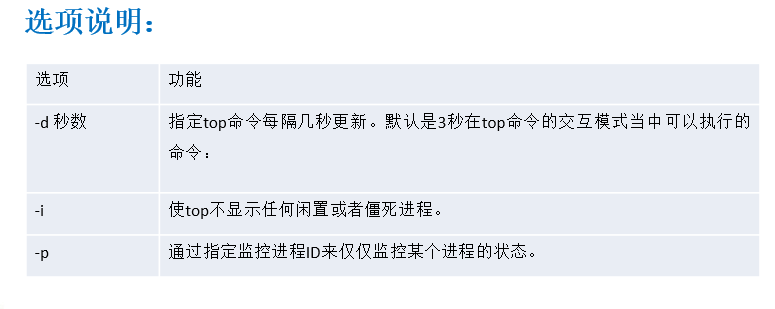 选项说明：
选项 功能
-d 秒数 指定top命令每隔几秒更新。默认是3秒在top命令的交互模式当中可以执行的
命令：
-i 使top不显示任何闲置或者僵死进程。
-p 通过指定监控进程ID来仅仅监控某个进程的状态。